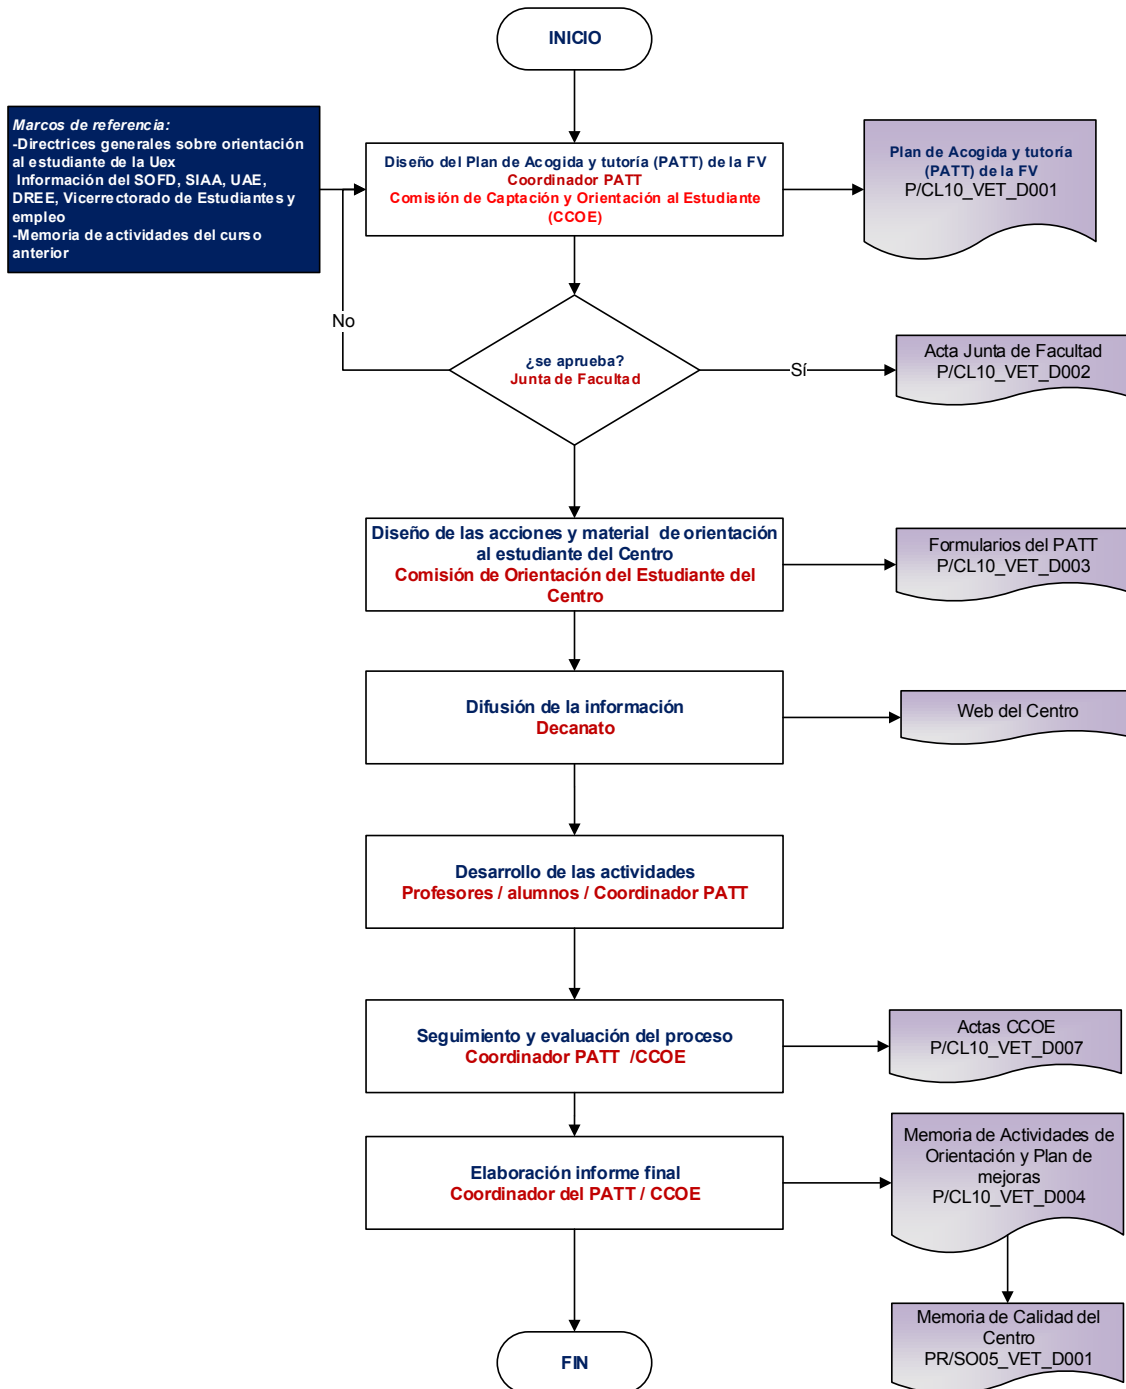 INICIO
Marcos de referencia:
-Directrices generales sobre orientación
al estudiante de la Uex
Información del SOFD, SIAA, UAE,
DREE, Vicerrectorado de Estudiantes y
empleo
-Memoria de actividades del curso
anterior
Diseño del Plan de Acogida y tutoría (PATT) de la FV
Coordinador PATT
Comisión de Captación y Orientación al Estudiante
(CCOE)
Plan de Acogida y tutoría
(PATT) de la FV
P/CL10_VET_D001
No
¿se aprueba?
Junta de Facultad
Sí
Acta Junta de Facultad
P/CL10_VET_D002
Diseño de las acciones y material de orientación
al estudiante del Centro
Comisión de Orientación del Estudiante del
Centro
Formularios del PATT
P/CL10_VET_D003
Difusión de la información
Decanato
Web del Centro
Desarrollo de las actividades
Profesores / alumnos / Coordinador PATT
Seguimiento y evaluación del proceso
Coordinador PATT /CCOE
Actas CCOE
P/CL10_VET_D007
Elaboración informe final
Coordinador del PATT / CCOE
Memoria de Actividades de
Orientación y Plan de
mejoras
P/CL10_VET_D004
Memoria de Calidad del
Centro
PR/SO05_VET_D001
FIN